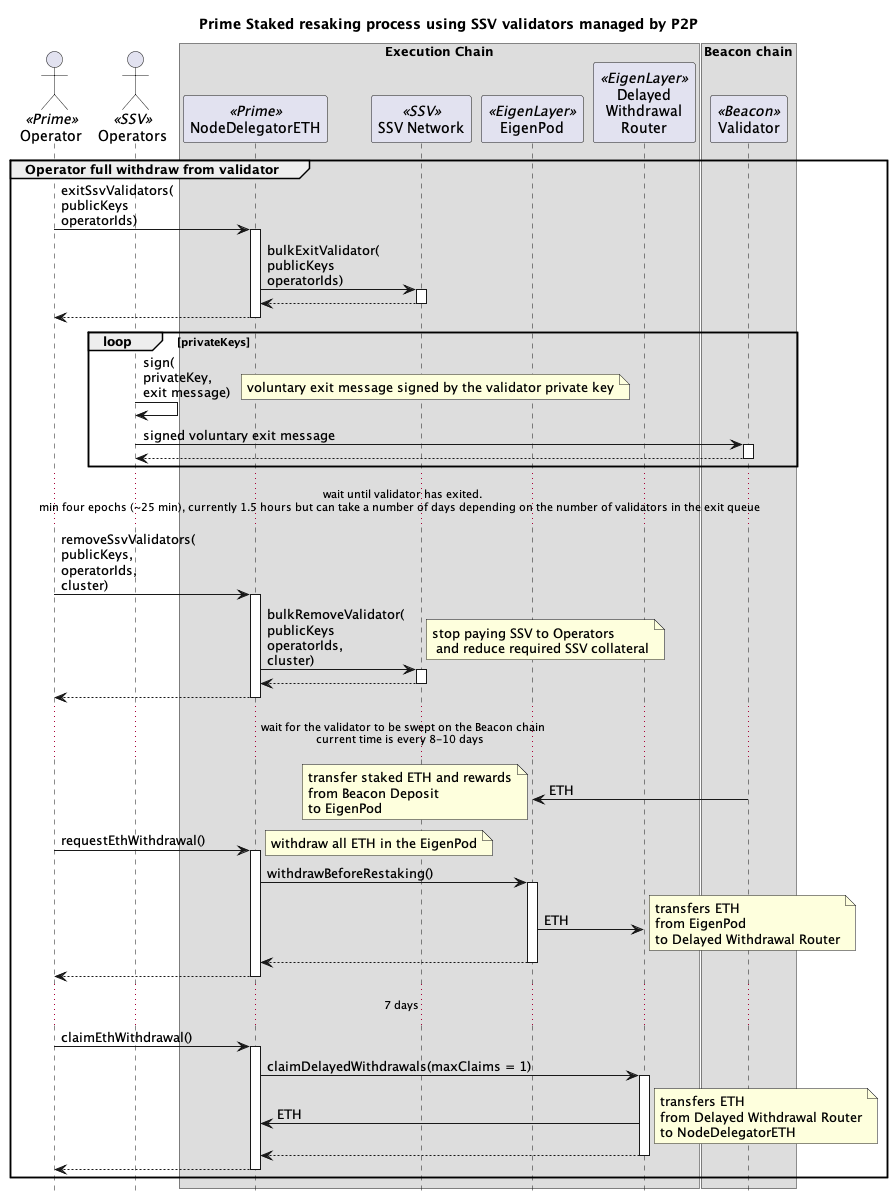 Prime Staked resaking process using SSV validators managed by P2P
Execution Chain
Beacon chain
«Prime»
Operator
«SSV»
Operators
«Prime»
NodeDelegatorETH
«SSV»
SSV Network
«EigenLayer»
EigenPod
«EigenLayer»
Delayed
Withdrawal
Router
«Beacon»
Validator
Operator full withdraw from validator
exitSsvValidators(
publicKeys
operatorIds)
bulkExitValidator(
publicKeys
operatorIds)
loop
[privateKeys]
sign(
privateKey,
exit message)
voluntary exit message signed by the validator private key
signed voluntary exit message
wait until validator has exited.
min four epochs (~25 min), currently 1.5 hours but can take a number of days depending on the number of validators in the exit queue
removeSsvValidators(
publicKeys,
operatorIds,
cluster)
bulkRemoveValidator(
publicKeys
operatorIds,
cluster)
stop paying SSV to Operators
and reduce required SSV collateral
wait for the validator to be swept on the Beacon chain
current time is every 8-10 days
transfer staked ETH and rewards
from Beacon Deposit
to EigenPod
ETH
requestEthWithdrawal()
withdraw all ETH in the EigenPod
withdrawBeforeRestaking()
ETH
transfers ETH
from EigenPod
to Delayed Withdrawal Router
7 days
claimEthWithdrawal()
claimDelayedWithdrawals(maxClaims = 1)
ETH
transfers ETH
from Delayed Withdrawal Router
to NodeDelegatorETH